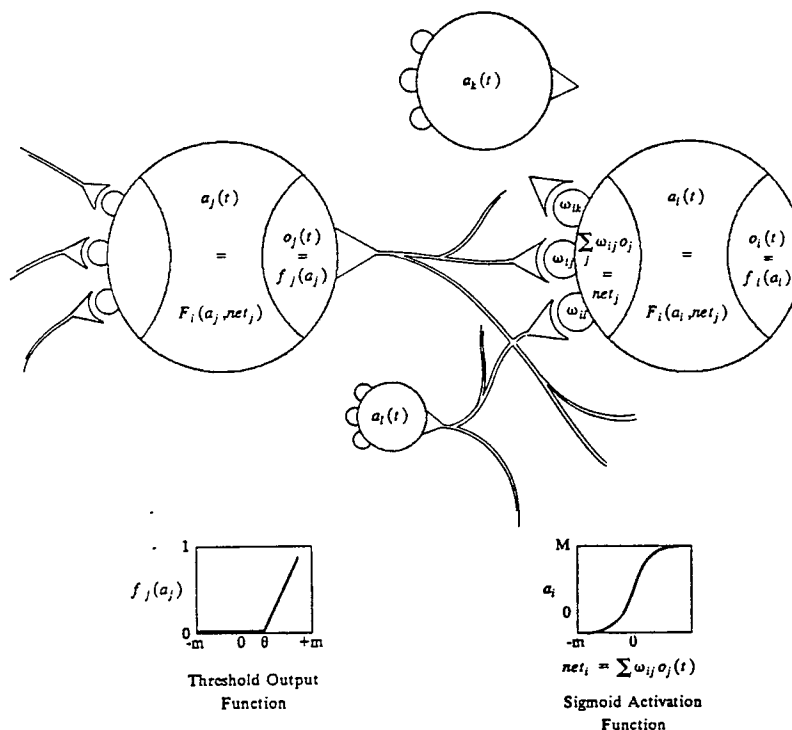 a_k(t)
a_j(t)
=
F_i(a_j,net_j)
o_j(t)
=
f_j(a_j)
ω_ik
ω_ij
ω_il
∑_j ω_ij o_j
=
net_j
a_i(t)
=
F_i(a_i,net_j)
o_i(t)
=
f_i(a_i)
a_l(t)
1
f_j(a_j)
0
-m 0 θ +m
Threshold Output
Function
M
a_i
0
-m 0
net_i = ∑ω_ij o_j(t)
Sigmoid Activation
Function